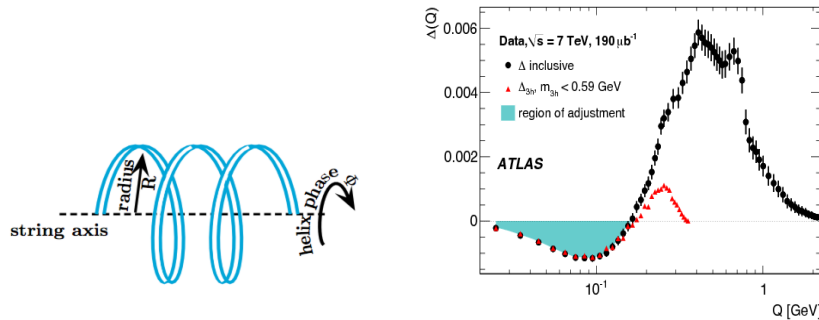 radius
R
string axis
helix phase Φ
Δ(Q)
0.006
0.004
0.002
0
Data, √s = 7 TeV, 190 μb⁻¹
Δ inclusive
Δ3h, m3h < 0.59 GeV
region of adjustment
ATLAS
10⁻¹
1
Q [GeV]